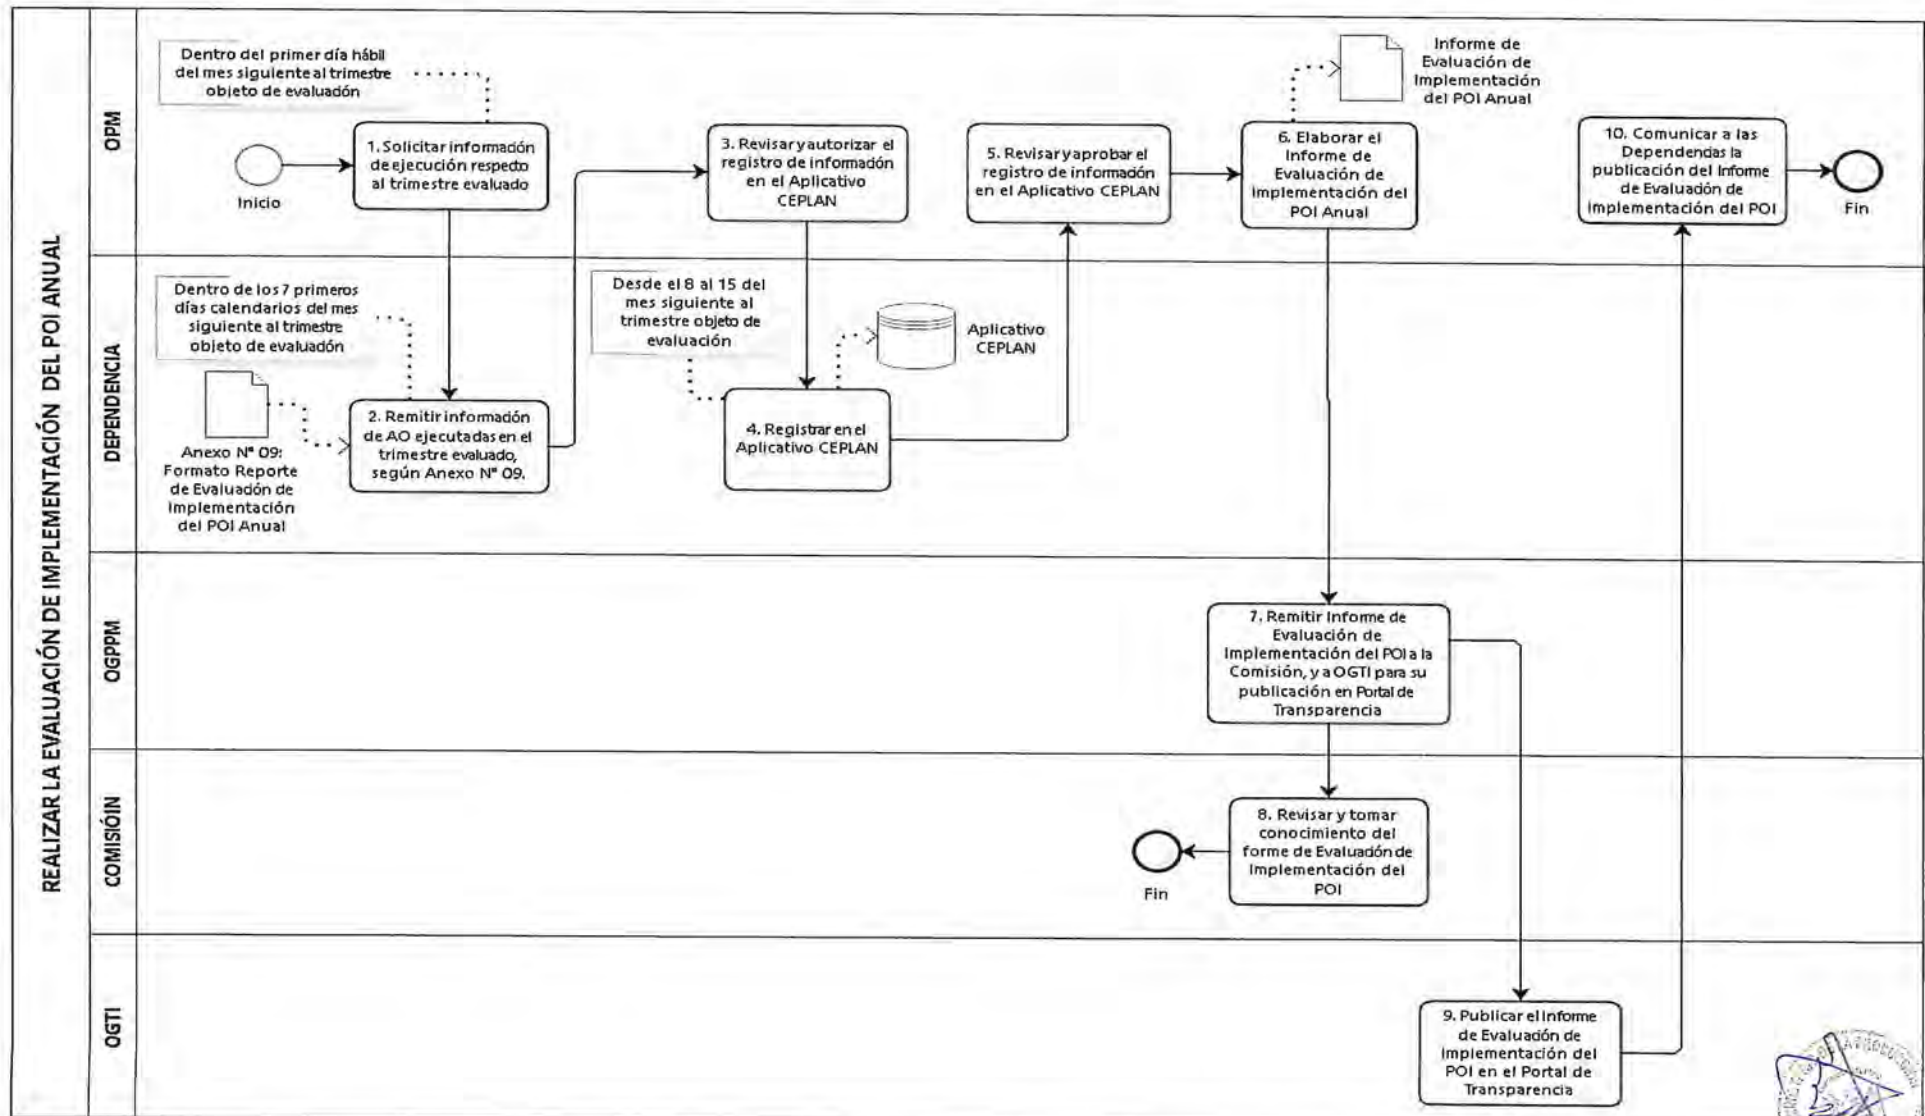 REALIZAR LA EVALUACIÓN DE IMPLEMENTACIÓN DEL POI ANUAL
OPM
Dentro del primer día hábil
del mes siguiente al trimestre
objeto de evaluación
Inicio
1. Solicitar información
de ejecución respecto
al trimestre evaluado
3. Revisar y autorizar el
registro de información
en el Aplicativo
CEPLAN
5. Revisar y aprobar el
registro de información
en el Aplicativo CEPLAN
6. Elaborar el
Informe de
Evaluación de
Implementación del
POI Anual
Informe de
Evaluación de
Implementación
del POI Anual
10. Comunicar a las
Dependencias la
publicación del Informe
de Evaluación de
Implementación del POI
Fin
DEPENDENCIA
Dentro de los 7 primeros
días calendarios del mes
siguiente al trimestre
objeto de evaluación
Anexo N° 09:
Formato Reporte
de Evaluación de
Implementación
del POI Anual
2. Remitir información
de AO ejecutadas en el
trimestre evaluado,
según Anexo N° 09.
Desde el 8 al 15 del
mes siguiente al
trimestre objeto de
evaluación
Aplicativo
CEPLAN
4. Registrar en el
Aplicativo CEPLAN
OGPPM
7. Remitir Informe de
Evaluación de
Implementación del POI a la
Comisión, y a OGTI para su
publicación en Portal de
Transparencia
COMISIÓIN
8. Revisar y tomar
conocimiento del
forme de Evaluación de
Implementación del
POI
Fin
OGTI
9. Publicar el Informe
de Evaluación de
Implementación del
POI en el Portal de
Transparencia